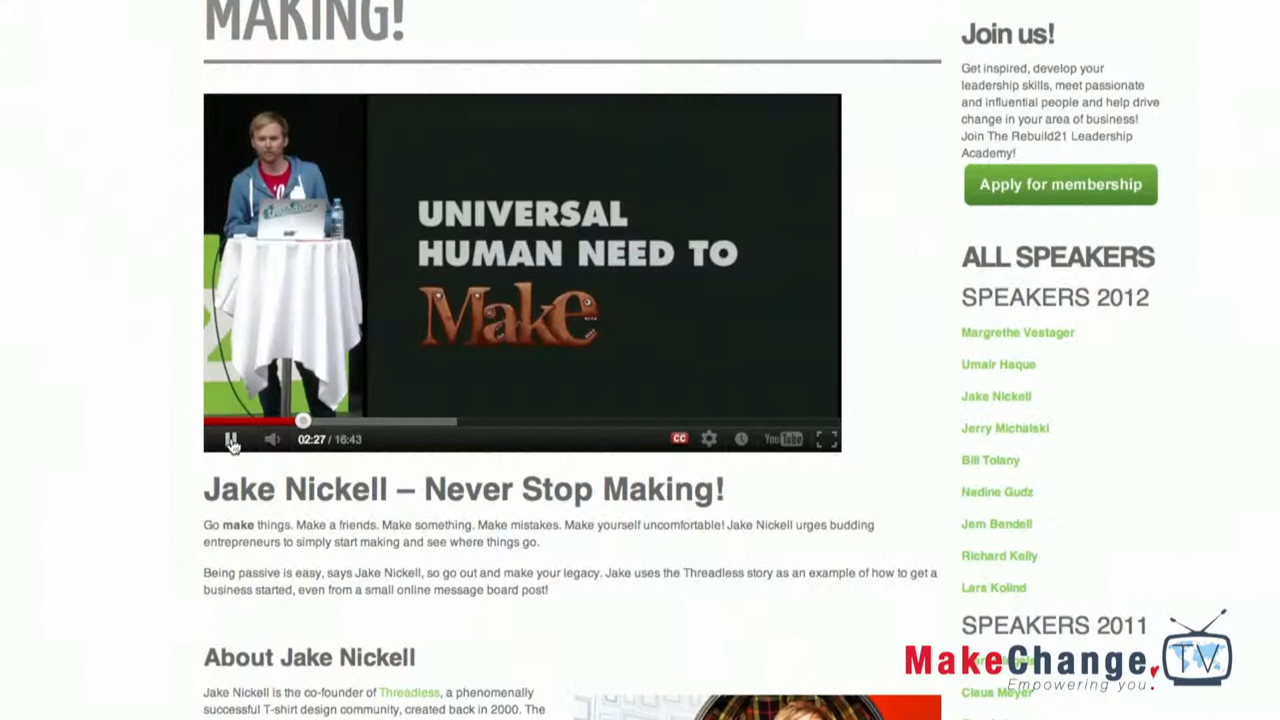 MAKING!
UNIVERSAL
HUMAN NEED TO
Make
02:27 / 16:43
CC
YouTube
Jake Nickell – Never Stop Making!
Go make things. Make a friends. Make something. Make mistakes. Make yourself uncomfortable! Jake Nickell urges budding
entrepreneurs to simply start making and see where things go.
Being passive is easy, says Jake Nickell, so go out and make your legacy. Jake uses the Threadless story as an example of how to get a
business started, even from a small online message board post!
About Jake Nickell
Jake Nickell is the co-founder of Threadless, a phenomenally
successful T-shirt design community, created back in 2000. The
Join us!
Get inspired, develop your
leadership skills, meet passionate
and influential people and help drive
change in your area of business!
Join The Rebuild21 Leadership
Academy!
Apply for membership
ALL SPEAKERS
SPEAKERS 2012
Margrethe Vestager
Umair Haque
Jake Nickell
Jerry Michalski
Bill Tolany
Nadine Gudz
Jem Bendell
Richard Kelly
Lars Kolind
SPEAKERS 2011
Claus Meyer
MakeChange.
TV
Empowering you.